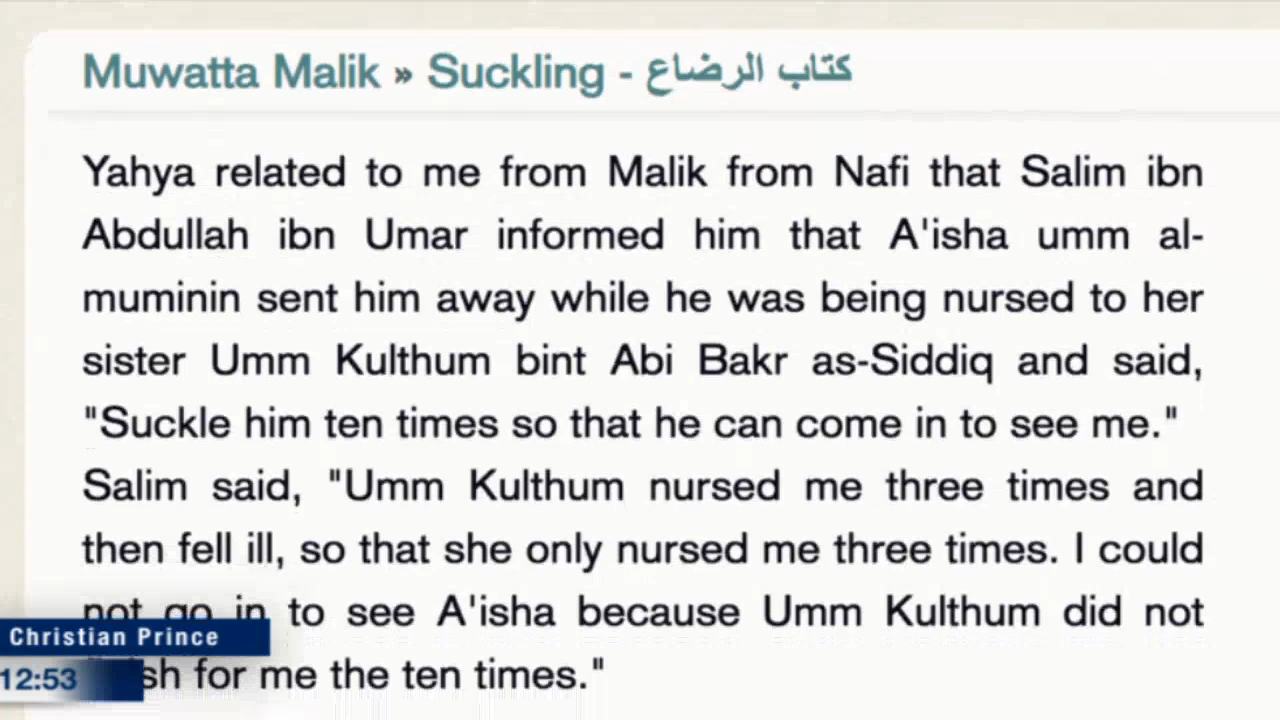 Muwatta Malik » Suckling - كتاب الرضاع
Yahya related to me from Malik from Nafi that Salim ibn
Abdullah ibn Umar informed him that A'isha umm al-
muminin sent him away while he was being nursed to her
sister Umm Kulthum bint Abi Bakr as-Siddiq and said,
"Suckle him ten times so that he can come in to see me."
Salim said, "Umm Kulthum nursed me three times and
then fell ill, so that she only nursed me three times. I could
not go in to see A'isha because Umm Kulthum did not
for me the ten times."
Christian Prince
12:53